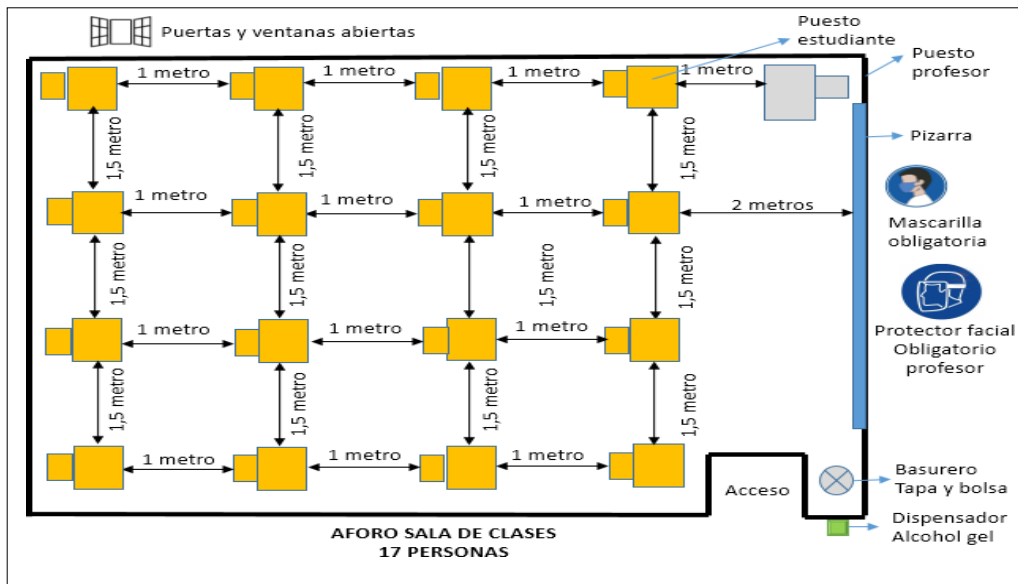 Puertas y ventanas abiertas
Puesto
estudiante
Puesto
profesor
1 metro
1 metro
1 metro
1 metro
Pizarra
1,5 metro
1,5 metro
1,5 metro
1,5 metro
1 metro
1 metro
1 metro
2 metros
Mascarilla
obligatoria
1,5 metro
1,5 metro
1,5 metro
1,5 metro
1 metro
1 metro
1 metro
Protector facial
Obligatorio
profesor
1,5 metro
1,5 metro
1,5 metro
1,5 metro
1 metro
1 metro
1 metro
Acceso
Basurero
Tapa y bolsa
Dispensador
Alcohol gel
AFORO SALA DE CLASES
17 PERSONAS